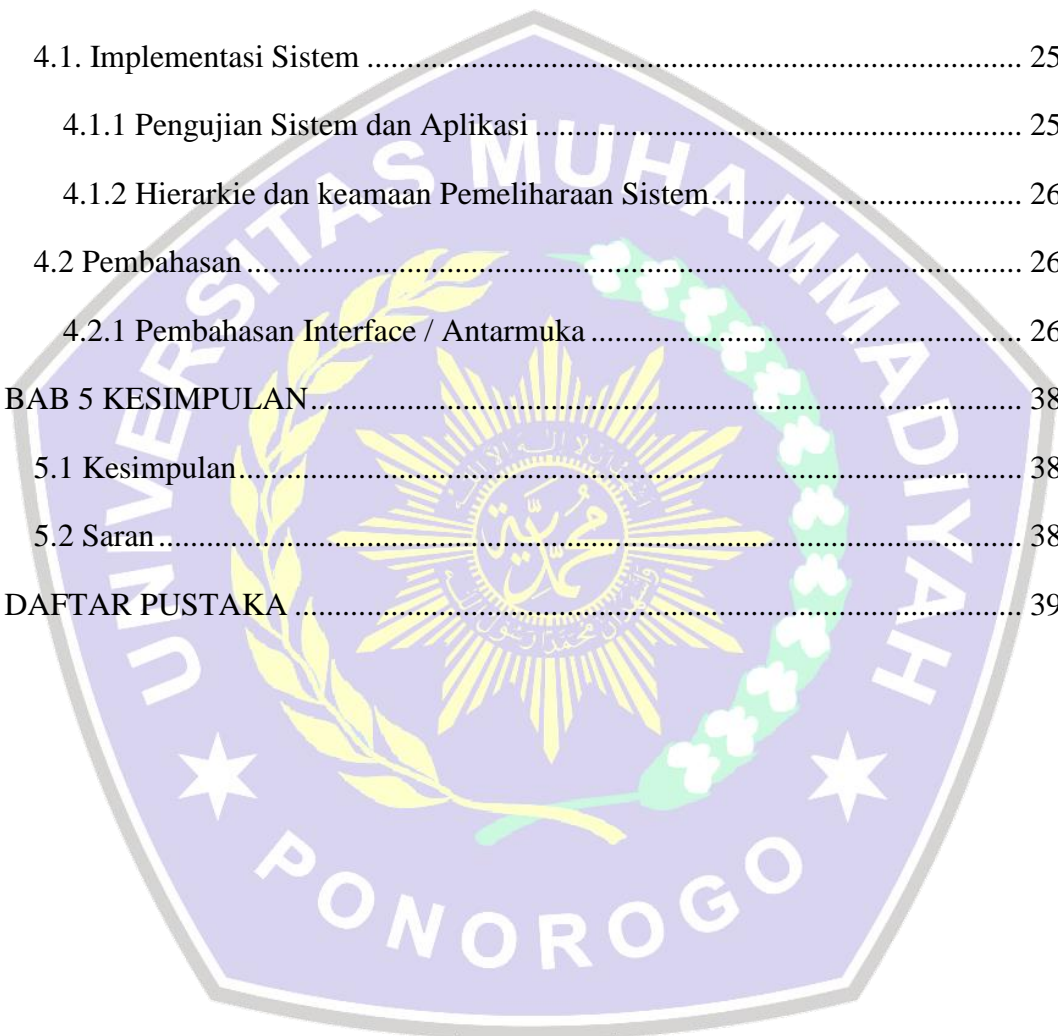 4.1. Implementasi Sistem ........................................................................ 25
4.1.1 Pengujian Sistem dan Aplikasi ........................................................ 25
4.1.2 Hierarkie dan keamaan Pemeliharaan Sistem.................................. 26
4.2 Pembahasan ........................................................................ 26
4.2.1 Pembahasan Interface / Antarmuka ........................................................ 26
BAB 5 KESIMPULAN ........................................................................ 38
5.1 Kesimpulan ........................................................................ 38
5.2 Saran ........................................................................ 38
DAFTAR PUSTAKA ........................................................................ 39
UNIVERSITAS MUHAMMADIYAH
PONOROGO
محمدية